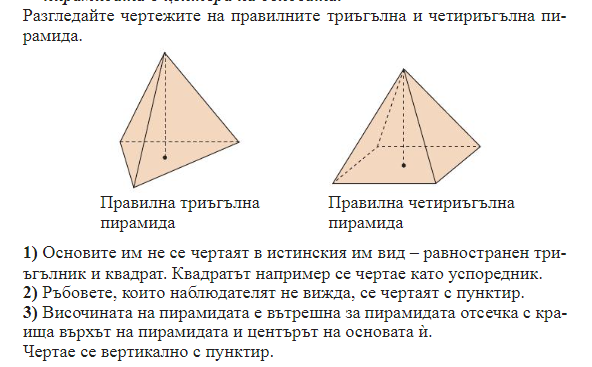 Разгледайте чертежите на правилните триъгълна и четириъгълна пи-
рамида.
Правилна триъгълна
пирамида
Правилна четириъгълна
пирамида
1) Основите им не се чертаят в истинския им вид – равностранен три-
ъгълник и квадрат. Квадратът например се чертае като успоредник.
2) Ръбовете, които наблюдателят не вижда, се чертаят с пунктир.
3) Височината на пирамидата е вътрешна за пирамидата отсечка с кра-
ища върхът на пирамидата и центърът на основата ѝ.
Чертае се вертикално с пунктир.